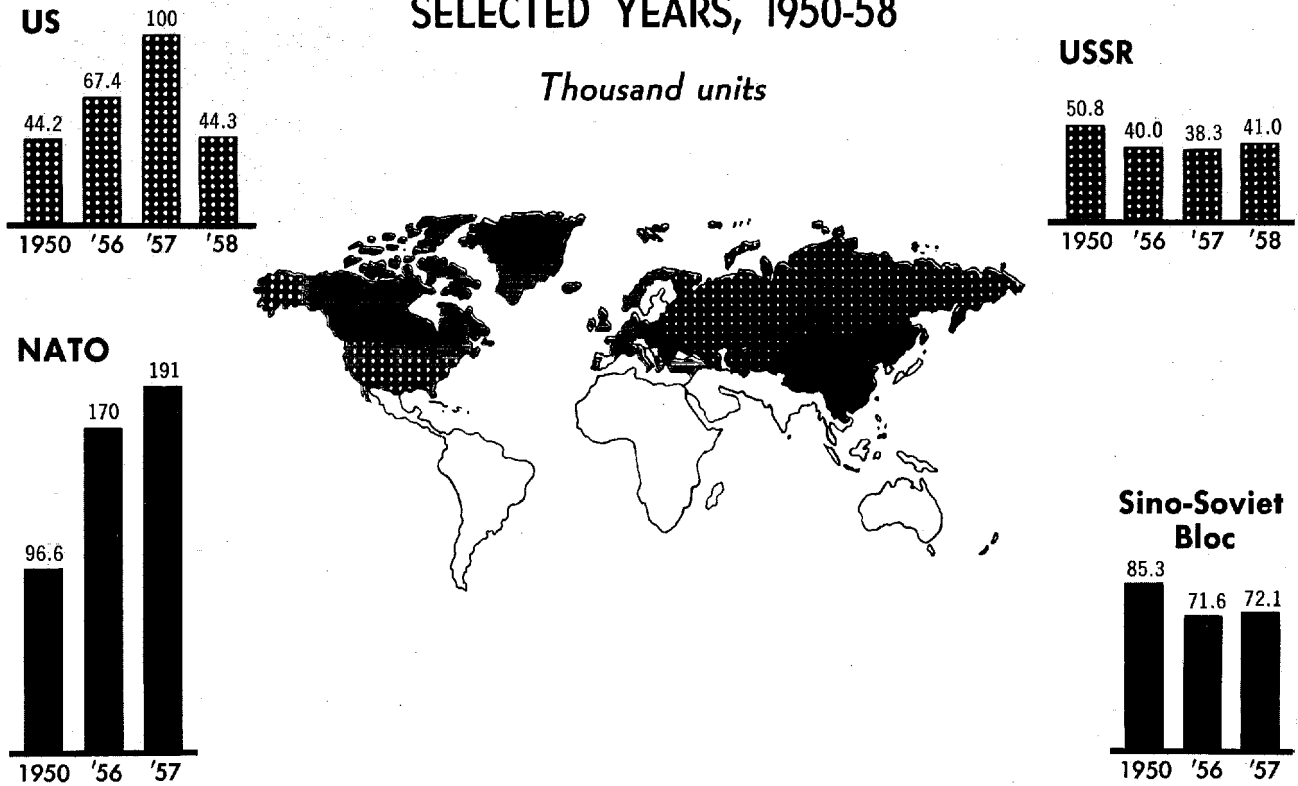 SELECTED YEARS, 1950-58
Thousand units
US
100
67.4
44.2
44.3
1950 '56 '57 '58
USSR
50.8
40.0
38.3
41.0
1950 '56 '57 '58
NATO
191
170
96.6
1950 '56 '57
Sino-Soviet
Bloc
85.3
71.6
72.1
1950 '56 '57